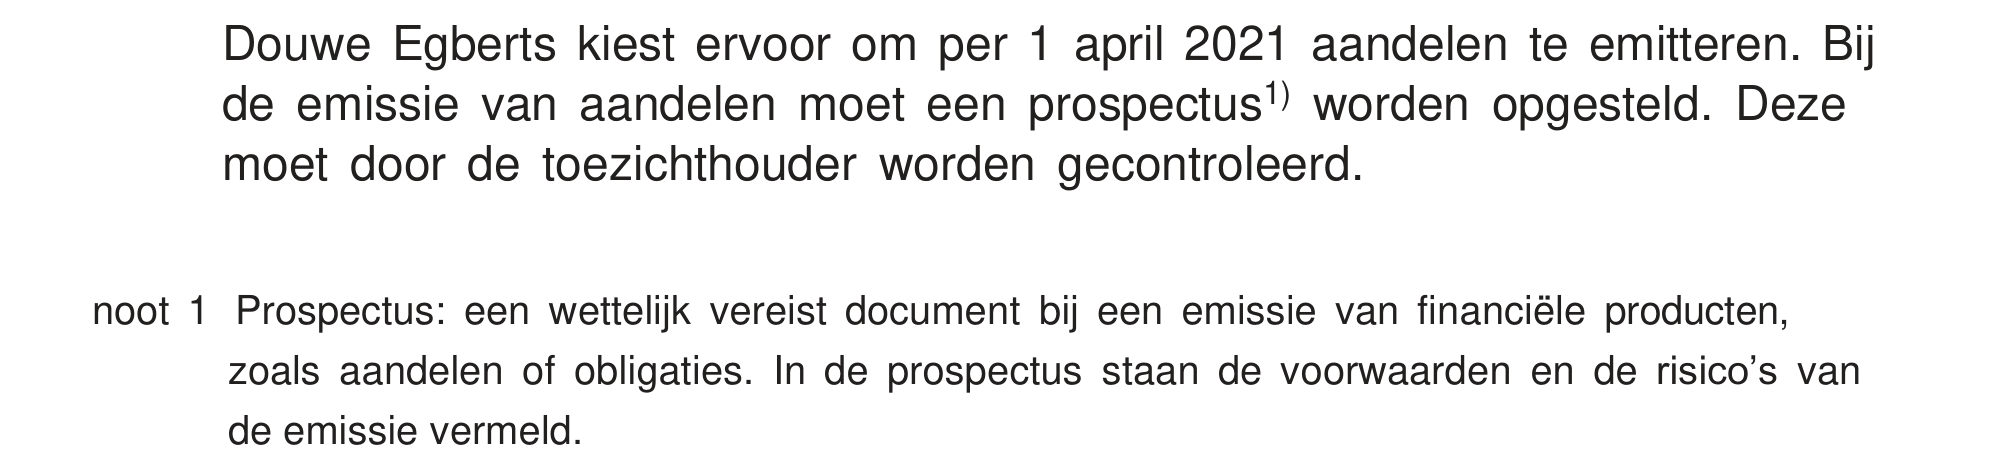 Douwe Egberts kiest ervoor om per 1 april 2021 aandelen te emitteren. Bij
de emissie van aandelen moet een prospectus1) worden opgesteld. Deze
moet door de toezichthouder worden gecontroleerd.
noot 1 Prospectus: een wettelijk vereist document bij een emissie van financiële producten,
zoals aandelen of obligaties. In de prospectus staan de voorwaarden en de risico’s van
de emissie vermeld.